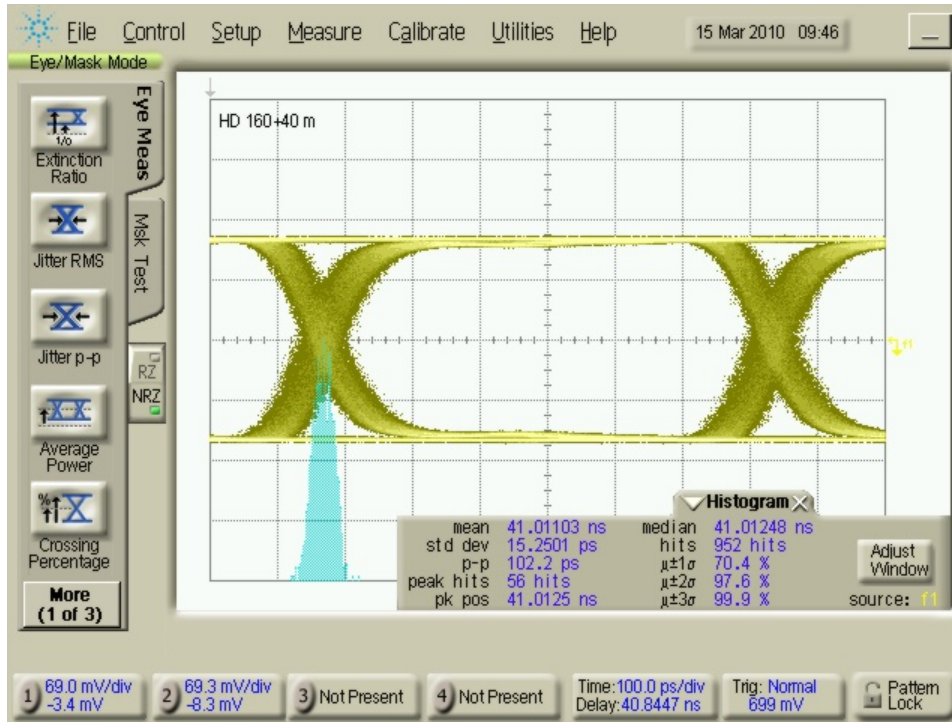 File Control Setup Measure Calibrate Utilities Help 15 Mar 2010 09:46
Eye/Mask Mode
Eye Meas
Msk Test
1/0
Extinction
Ratio
Jitter RMS
Jitter p-p
RZ
NRZ
Average
Power
%
Crossing
Percentage
More
(1 of 3)
HD 160+40 m
f1
Histogram
mean 41.01103 ns median 41.01248 ns
std dev 15.2501 ps hits 952 hits
p-p 102.2 ps µ±1σ 70.4 %
peak hits 56 hits µ±2σ 97.6 %
pk pos 41.0125 ns µ±3σ 99.9 %
Adjust
Window
source: f1
1 69.0 mV/div
-3.4 mV
2 69.3 mV/div
-8.3 mV
3 Not Present
4 Not Present
Time:100.0 ps/div
Delay:40.8447 ns
Trig: Normal
699 mV
Pattern
Lock